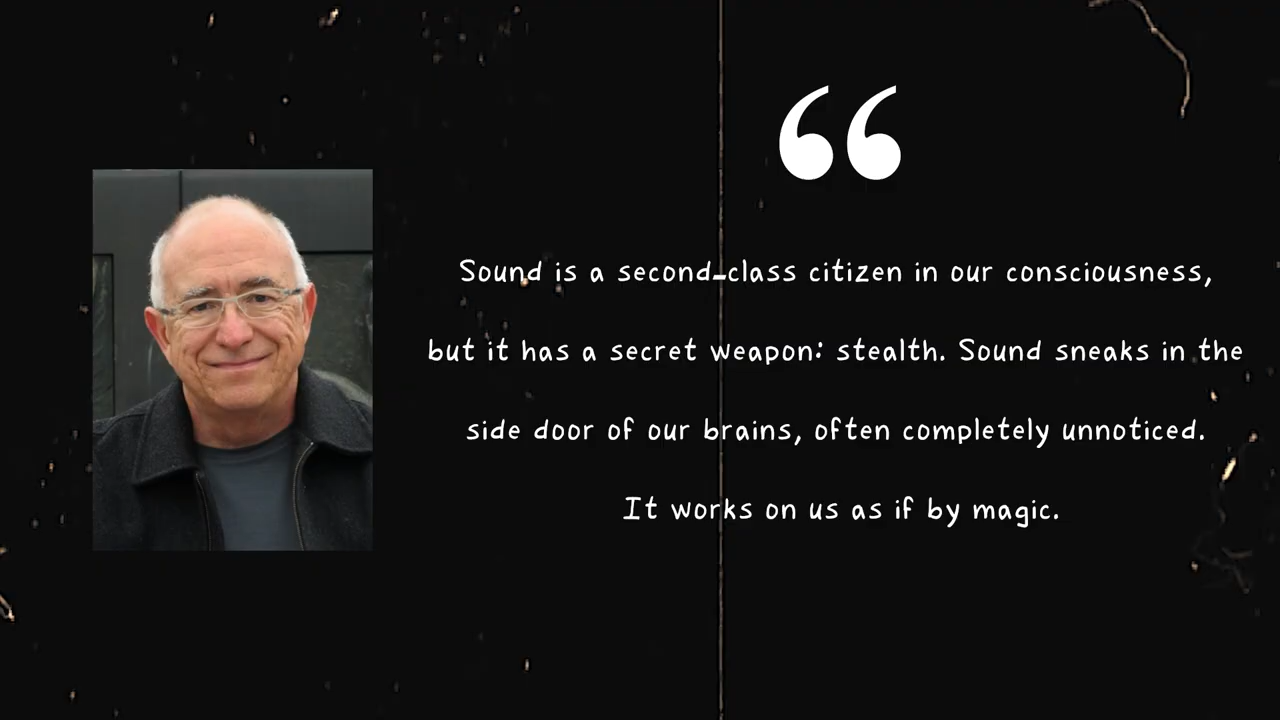 “
Sound is a second-class citizen in our consciousness,
but it has a secret weapon: stealth. Sound sneaks in the
side door of our brains, often completely unnoticed.
It works on us as if by magic.